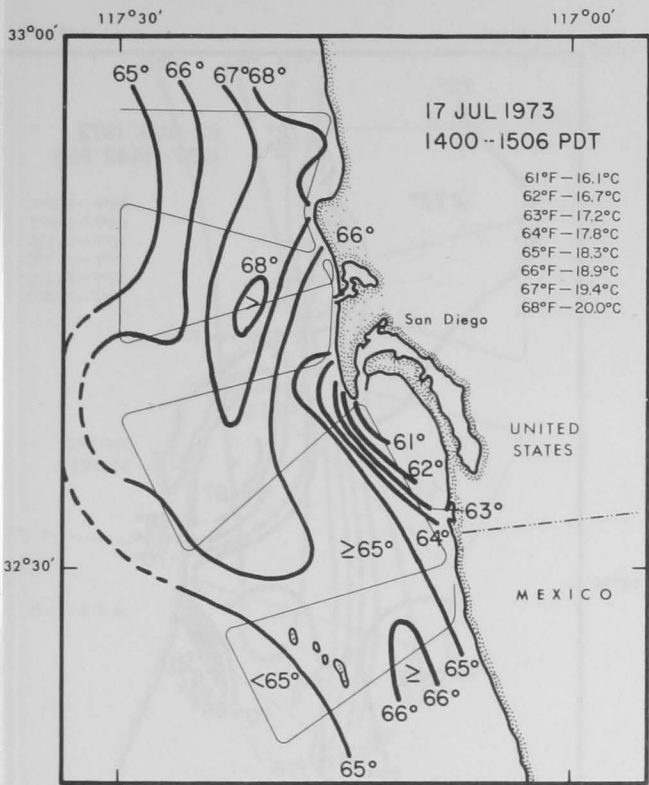 117°30' 117°00'
33°00'
65° 66° 67° 68°
17 JUL 1973
1400--1506 PDT
61°F—16.1°C
62°F—16.7°C
63°F—17.2°C
64°F—17.8°C
65°F—18.3°C
66°F—18.9°C
67°F—19.4°C
68°F—20.0°C
66°
68°
>
San Diego
UNITED
STATES
61°
62°
63°
64°
≥65°
32°30'
MEXICO
<65°
≥
65°
66° 66°
65°